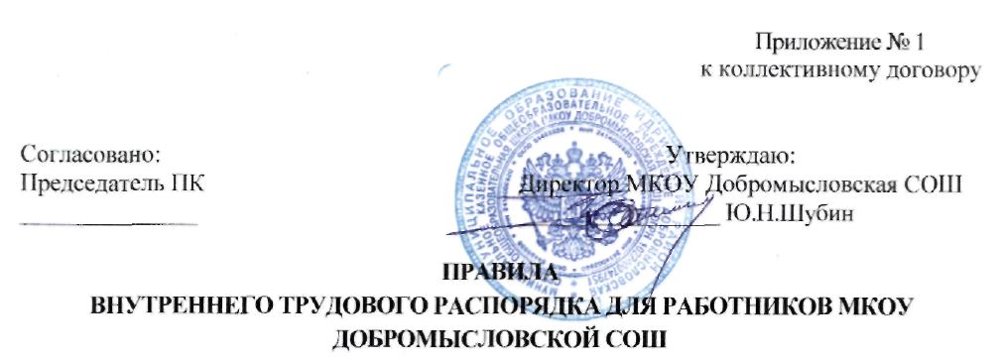 Приложение № 1
к коллективному договору
Согласовано:
Утверждаю:
Председатель ПК
Директор МКОУ Добромысловская СОШ
Ю.Н.Шубин
ПРАВИЛА
ВНУТРЕННЕГО ТРУДОВОГО РАСПОРЯДКА ДЛЯ РАБОТНИКОВ МКОУ
ДОБРОМЫСЛОВСКОЙ СОШ